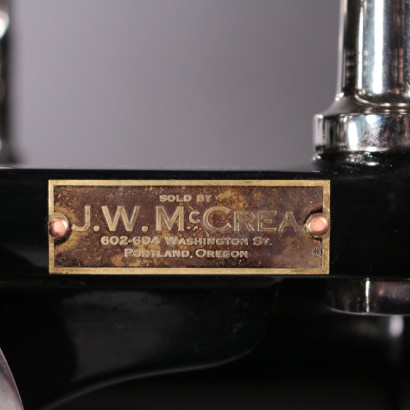 SOLD BY
J.W. McCREA
602-604 WASHINGTON ST.
PORTLAND, OREGON